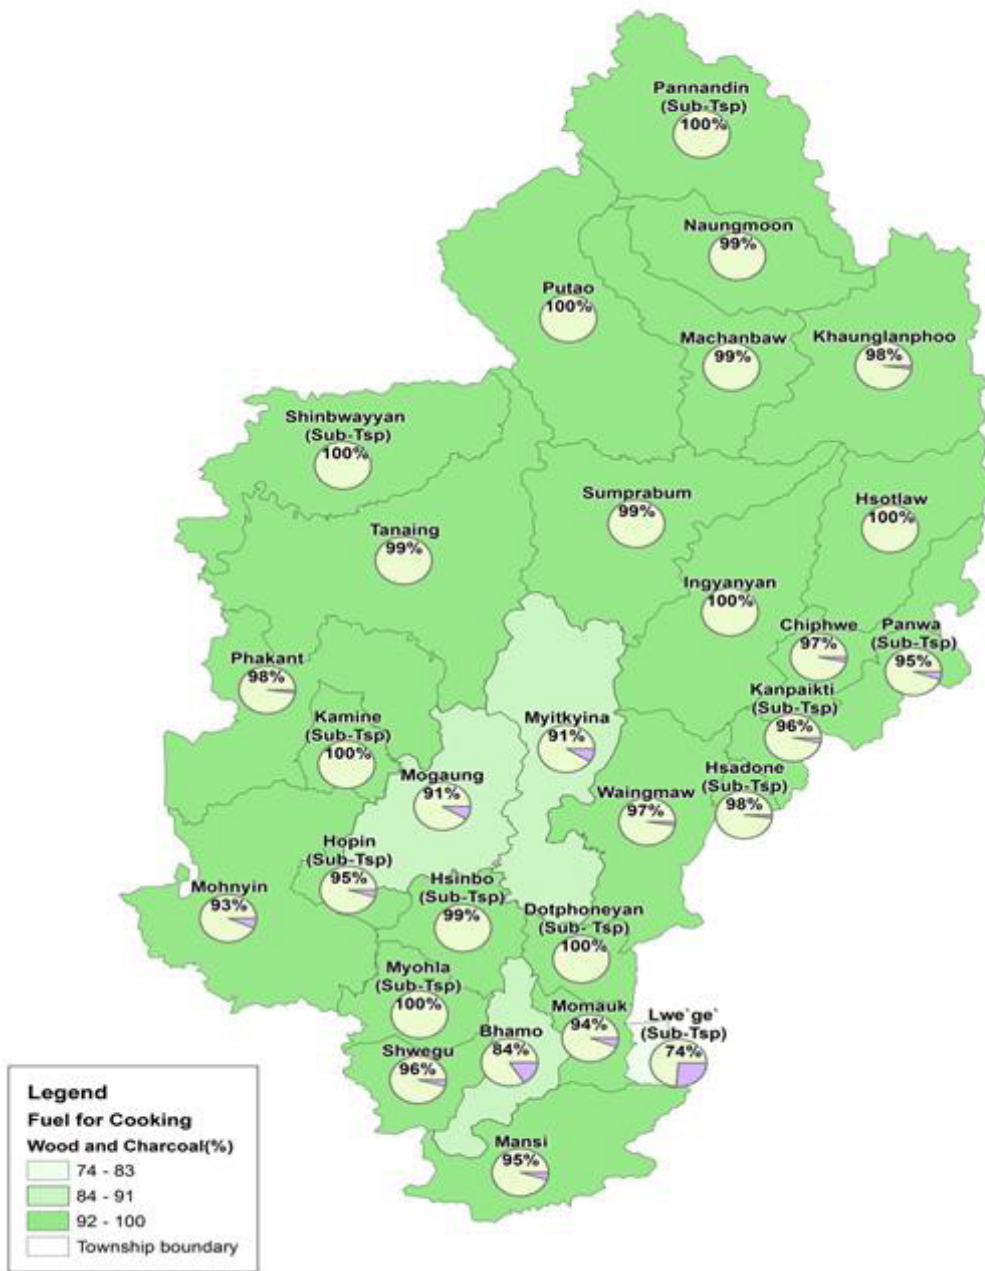 Pannandin
(Sub-Tsp)
100%
Naungmoon
99%
Putao
100%
Machanbaw
99%
Khaunglanphoo
98%
Shinbwayyan
(Sub-Tsp)
100%
Sumprabum
99%
Hsotlaw
100%
Tanaing
99%
Ingyanyan
100%
Chiphwe
97%
Panwa
(Sub-Tsp)
95%
Phakant
98%
Kanpaikti
(Sub-Tsp)
96%
Kamine
(Sub-Tsp)
100%
Myitkyina
91%
Mogaung
91%
Waingmaw
97%
Hsadone
(Sub-Tsp)
98%
Hopin
(Sub-Tsp)
95%
Mohnyin
93%
Hsinbo
(Sub-Tsp)
99%
Dotphoneyan
(Sub- Tsp)
100%
Myohla
(Sub-Tsp)
100%
Bhamo
84%
Momauk
94%
Lwe`ge`
(Sub-Tsp)
74%
Shwegu
96%
Mansi
95%
Legend
Fuel for Cooking
Wood and Charcoal(%)
74 - 83
84 - 91
92 - 100
Township boundary